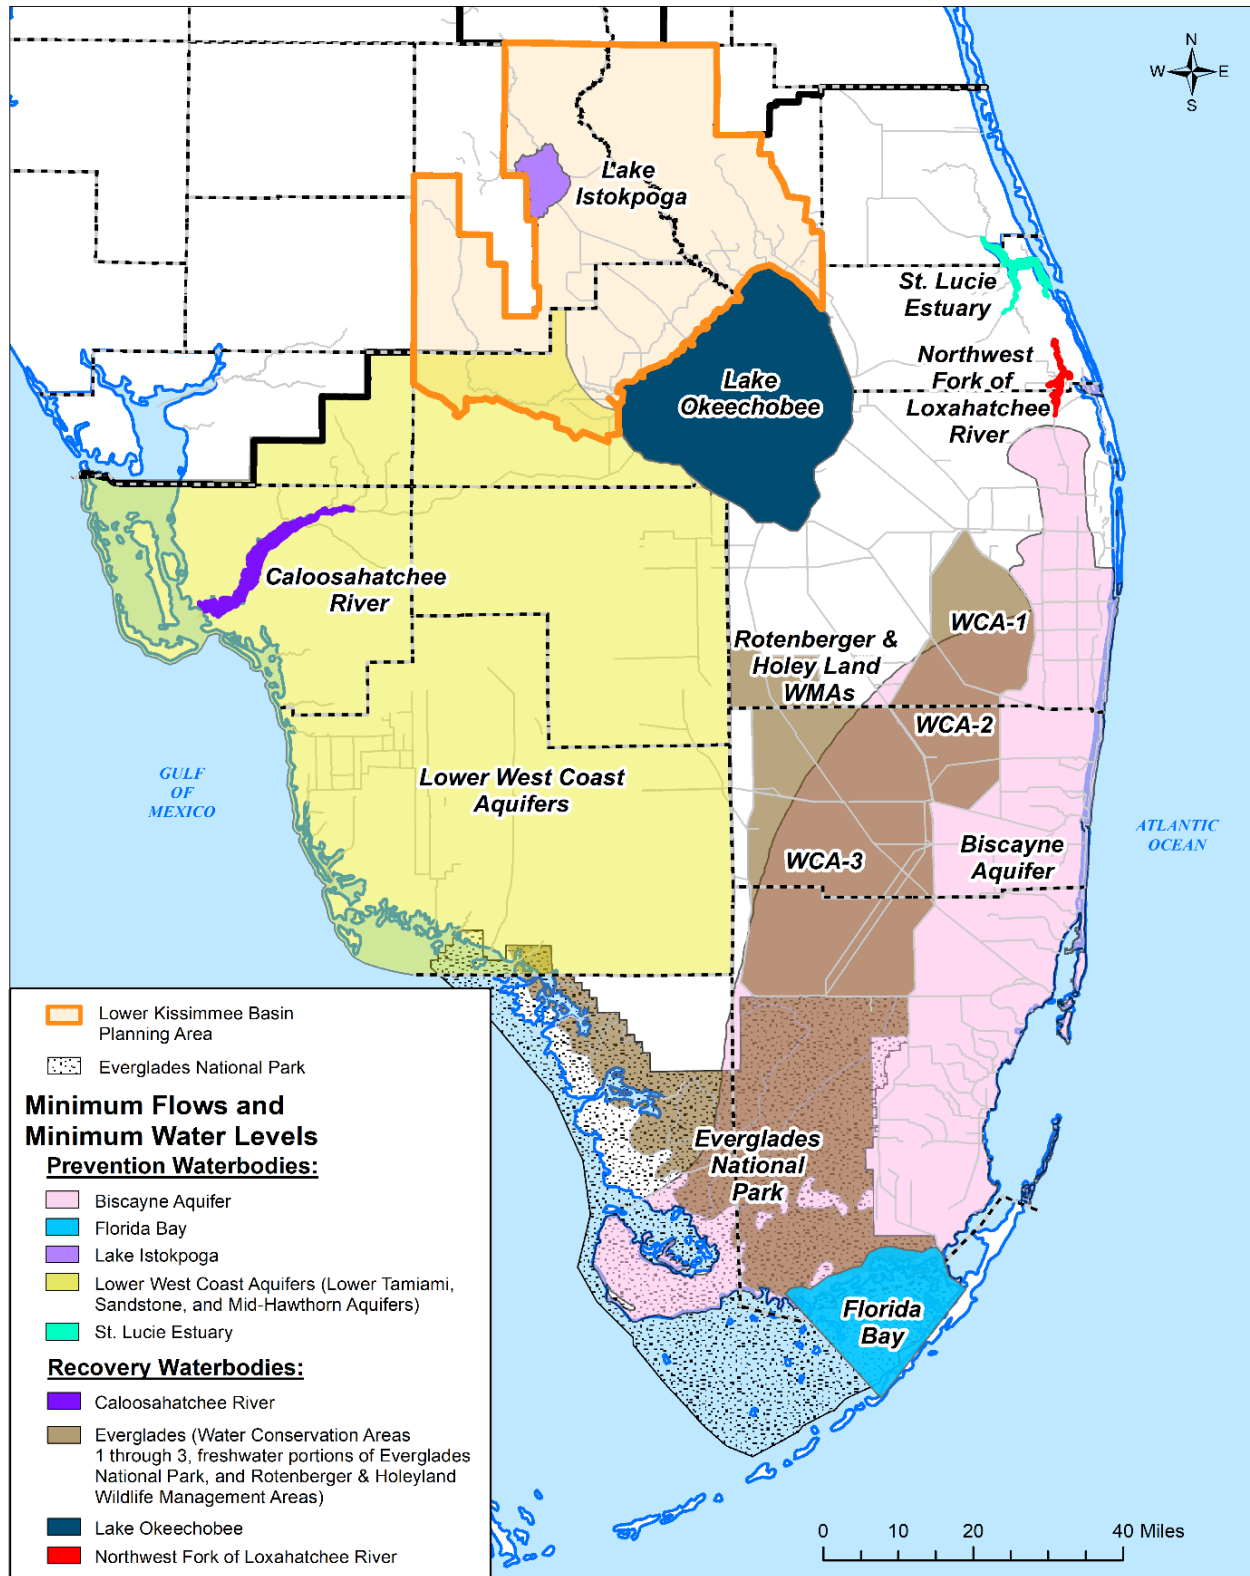 N
W E
S
Lake
Istokpoga
St. Lucie
Estuary
Northwest
Fork of
Loxahatchee
River
Lake
Okeechobee
Caloosahatchee
River
WCA-1
Rotenberger &
Holey Land
WMAs
WCA-2
Lower West Coast
Aquifers
GULF
OF
MEXICO
ATLANTIC
OCEAN
WCA-3
Biscayne
Aquifer
Everglades
National
Park
Florida
Bay
Lower Kissimmee Basin
Planning Area
Everglades National Park
Minimum Flows and
Minimum Water Levels
Prevention Waterbodies:
Biscayne Aquifer
Florida Bay
Lake Istokpoga
Lower West Coast Aquifers (Lower Tamiami,
Sandstone, and Mid-Hawthorn Aquifers)
St. Lucie Estuary
Recovery Waterbodies:
Caloosahatchee River
Everglades (Water Conservation Areas
1 through 3, freshwater portions of Everglades
National Park, and Rotenberger & Holeyland
Wildlife Management Areas)
Lake Okeechobee
Northwest Fork of Loxahatchee River
0 10 20 40 Miles